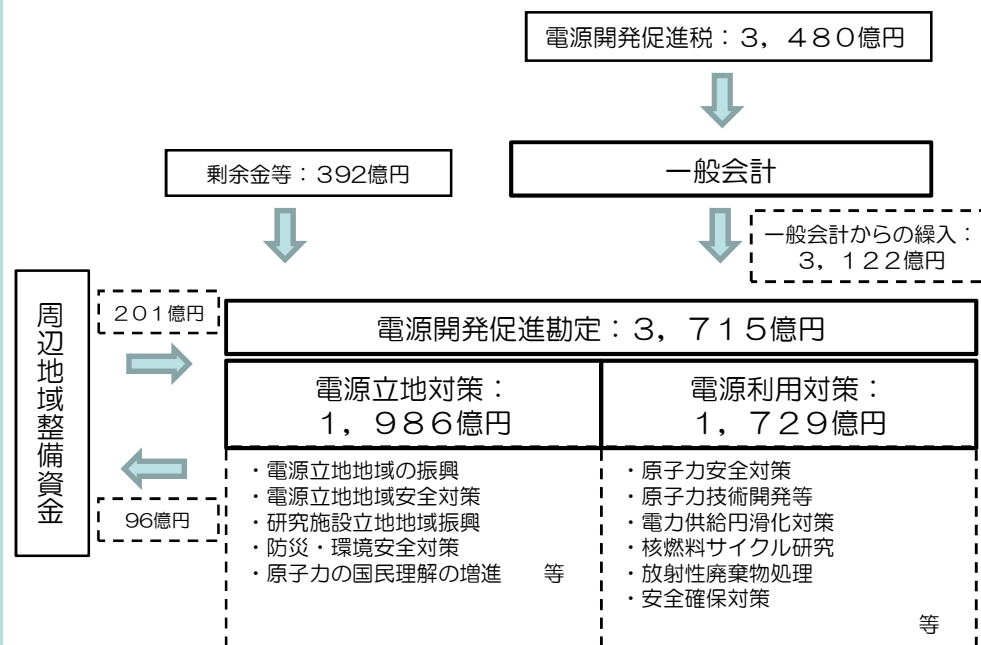 電源開発促進税：３，４８０億円
剰余金等：392億円
一般会計
一般会計からの繰入：
３，１２２億円
周辺地域整備資金
２０１億円
電源開発促進勘定：３，７１５億円
電源立地対策：
１，９８６億円
電源利用対策：
１，７２９億円
96億円
・電源立地地域の振興
・電源立地地域安全対策
・研究施設立地地域振興
・防災・環境安全対策
・原子力の国民理解の増進　等
・原子力安全対策
・原子力技術開発等
・電力供給円滑化対策
・核燃料サイクル研究
・放射性廃棄物処理
・安全確保対策
等